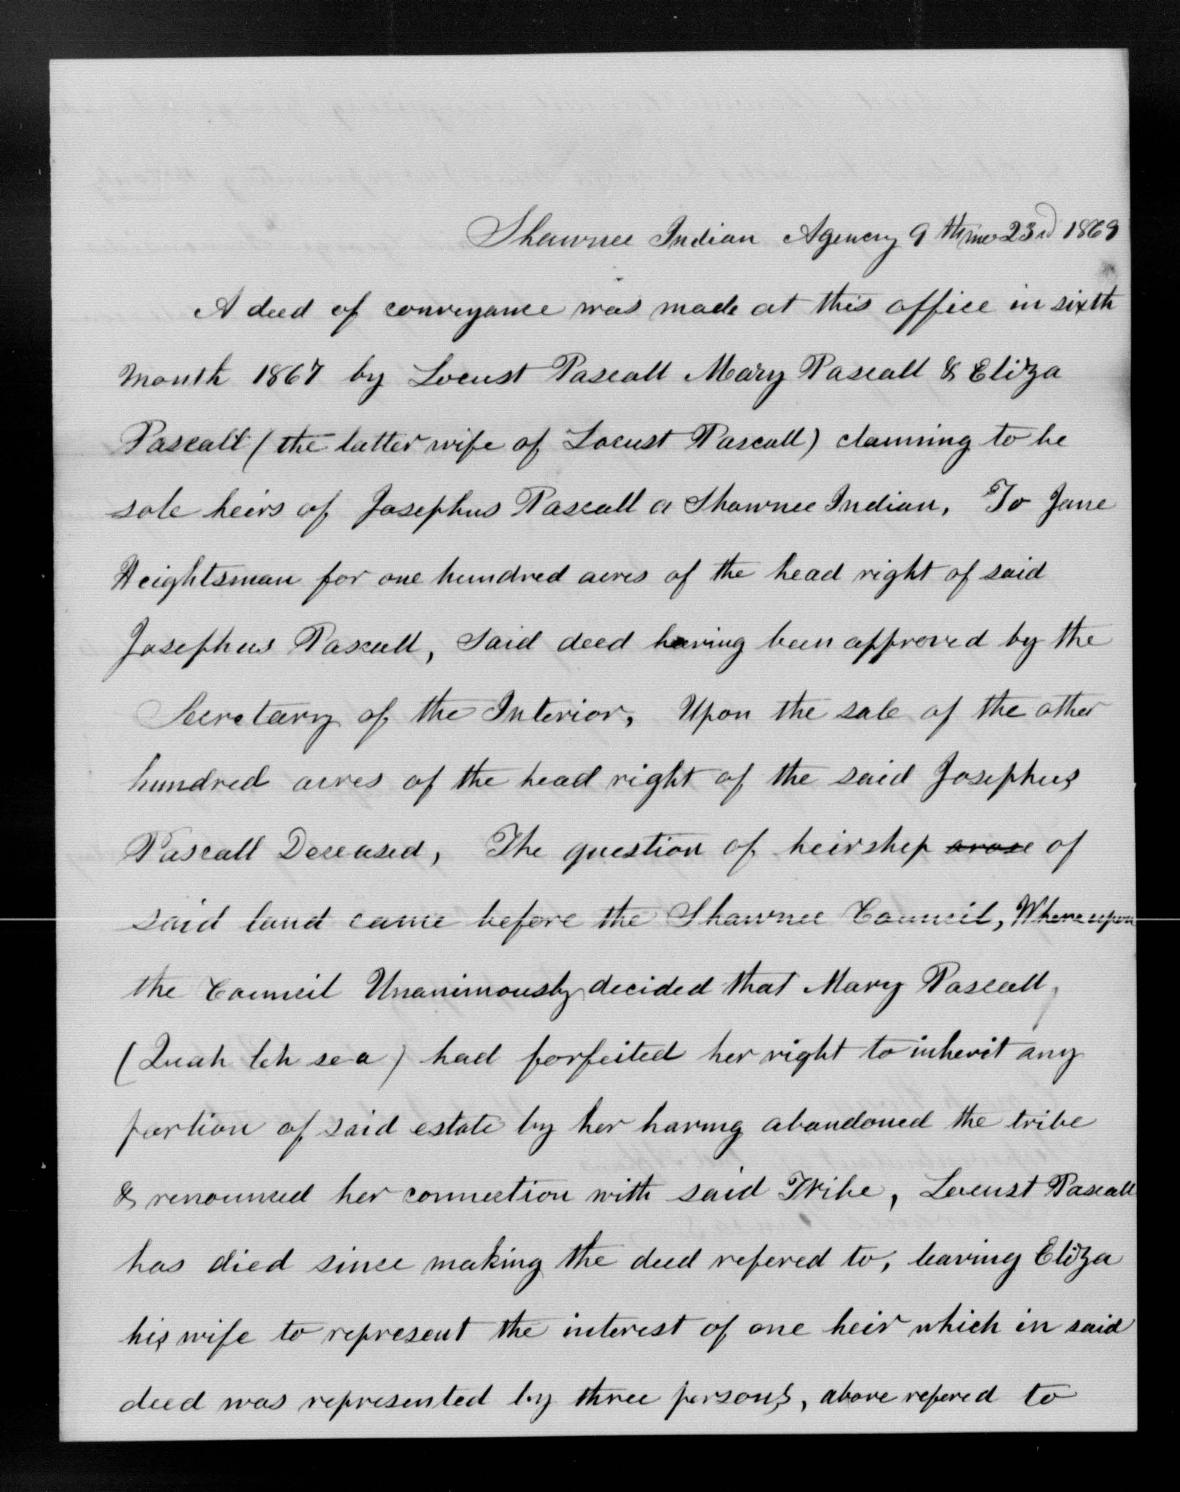 Shawnee Indian Agency 9th mo 23rd 1869
A deed of conveyance was made at this office in sixth
month 1867 by Locust Pascall Mary Pascall & Eliza
Pascall (the latter wife of Locust Pascall) claiming to be
sole heirs of Josephus Pascall a Shawnee Indian, To Jane
Heightsman for one hundred acres of the head right of said
Josephus Pascall, Said deed having been approved by the
Secretary of the Interior, Upon the sale of the other
hundred acres of the head right of the said Josephus
Pascall Deceased, The question of heirship arose of
said land came before the Shawnee Council, Where upon
the Council Unanimously decided that Mary Pascall,
(Quah leh se a) had forfeited her right to inherit any
portion of said estate by her having abandoned the tribe
& renounced her connection with said Tribe, Locust Pascall
has died since making the deed refered to, leaving Eliza
his wife to represent the interest of one heir which in said
deed was represented by three persons, above refered to